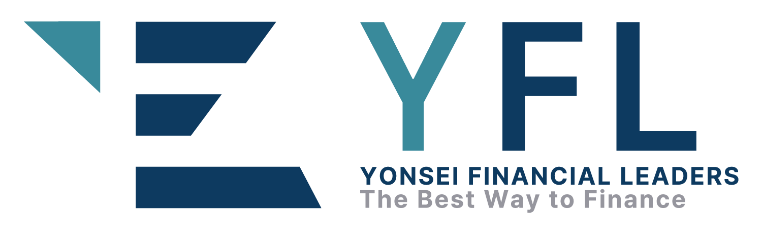 YFL
YONSEI FINANCIAL LEADERS
The Best Way to Finance